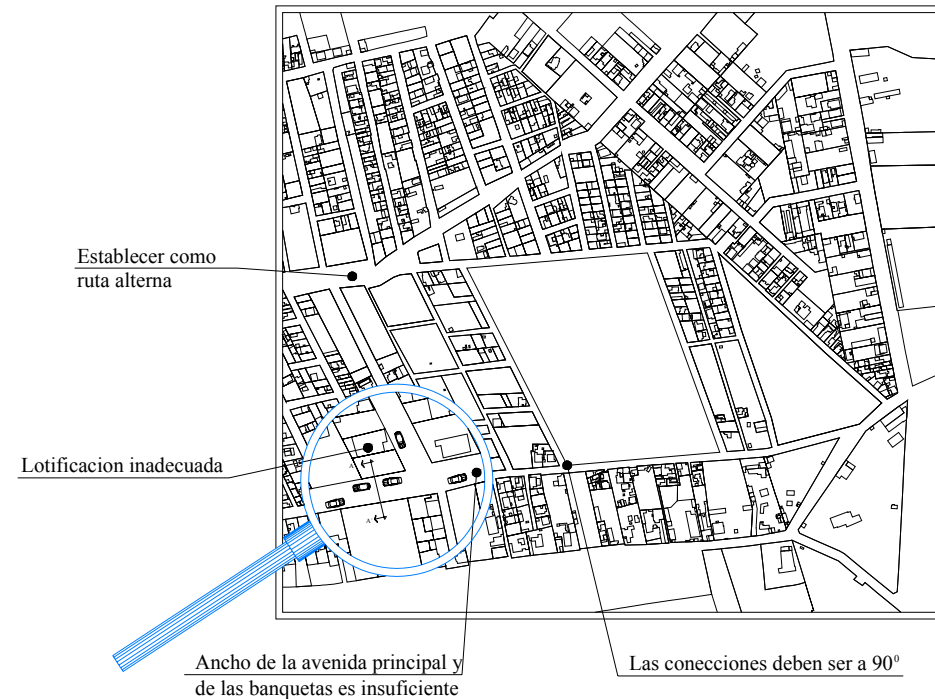 Establecer como
ruta alterna
Lotificacion inadecuada
A
A'
Ancho de la avenida principal y
de las banquetas es insuficiente
Las conecciones deben ser a 90⁰